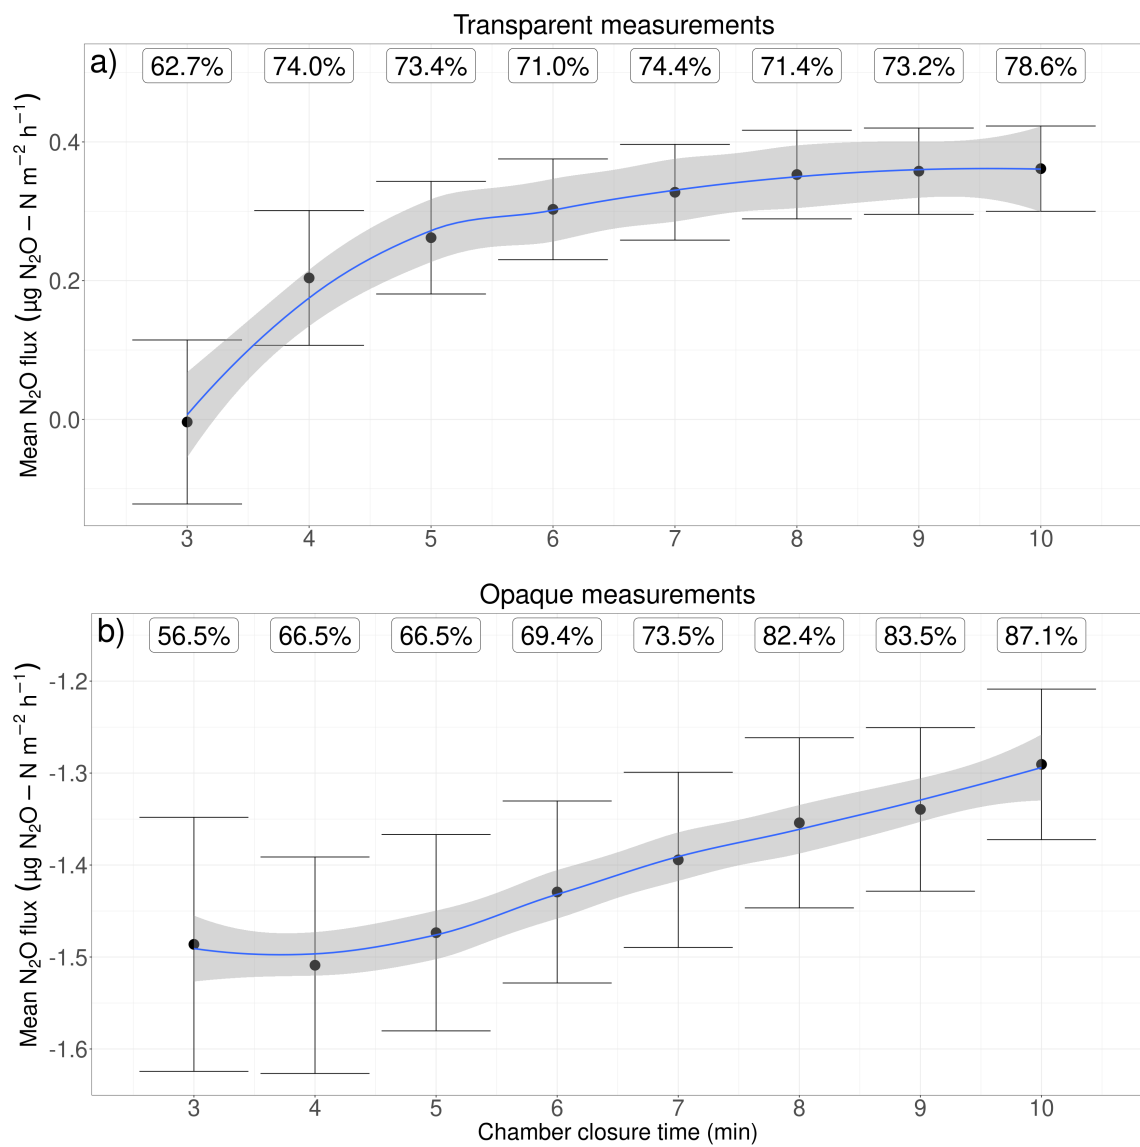 Transparent measurements
a)
62.7% 74.0% 73.4% 71.0% 74.4% 71.4% 73.2% 78.6%
Mean N₂O flux (µg N₂O − N m⁻² h⁻¹)
0.4
0.2
0.0
3 4 5 6 7 8 9 10
Opaque measurements
b)
56.5% 66.5% 66.5% 69.4% 73.5% 82.4% 83.5% 87.1%
Mean N₂O flux (µg N₂O − N m⁻² h⁻¹)
-1.2
-1.3
-1.4
-1.5
-1.6
3 4 5 6 7 8 9 10
Chamber closure time (min)